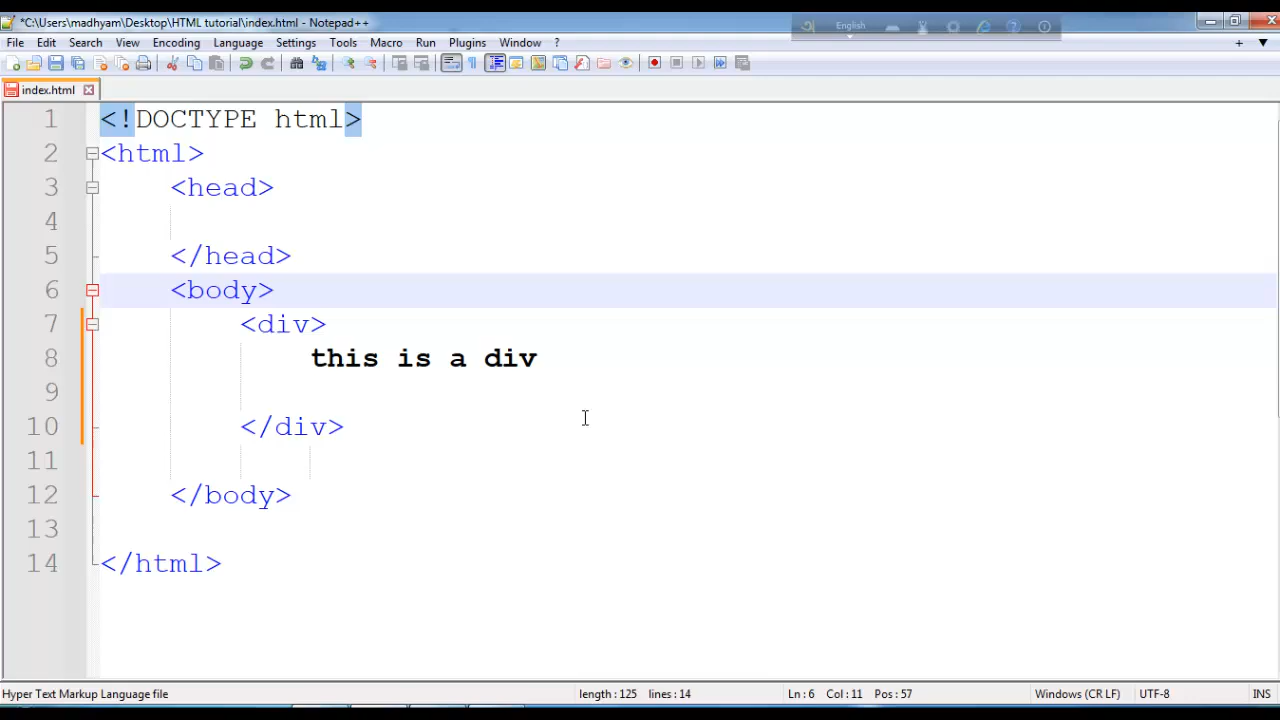 *C:\Users\madhyam\Desktop\HTML tutorial\index.html - Notepad++
English
File Edit Search View Encoding Language Settings Tools Macro Run Plugins Window ?
index.html
1 <!DOCTYPE html>
2 <html>
3 <head>
4
5 </head>
6 <body>
7 <div>
8 this is a div
9
10 </div>
11
12 </body>
13
14 </html>
Hyper Text Markup Language file length : 125 lines : 14 Ln : 6 Col : 11 Pos : 57 Windows (CR LF) UTF-8 INS